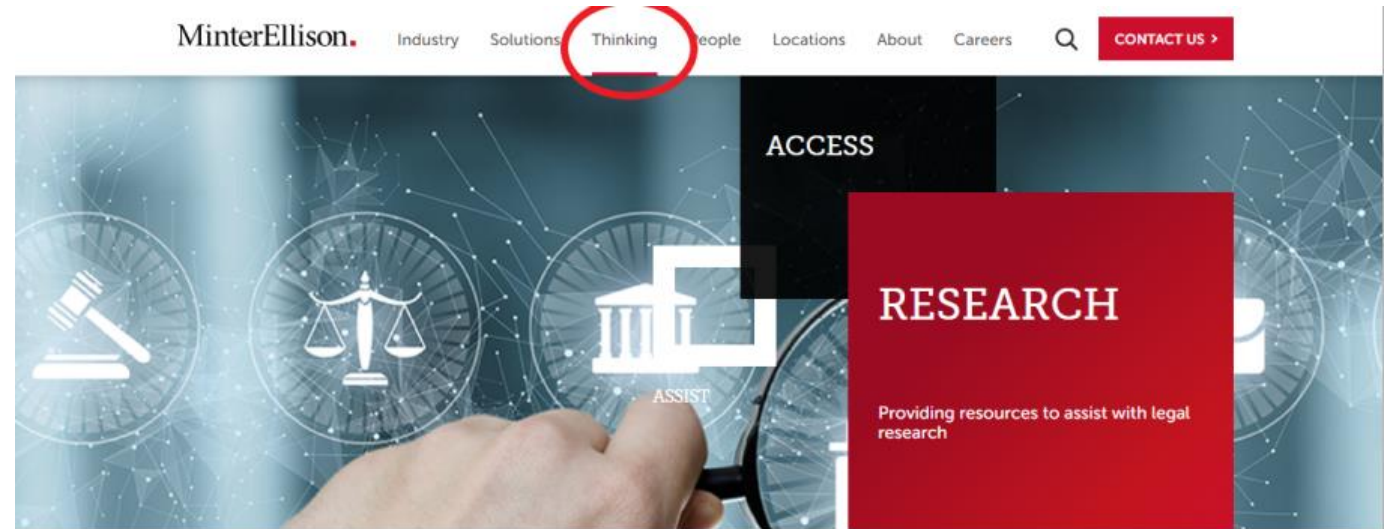 MinterEllison.
Industry Solutions Thinking People Locations About Careers CONTACT US >
ACCESS
RESEARCH
ASSIST
Providing resources to assist with legal
research